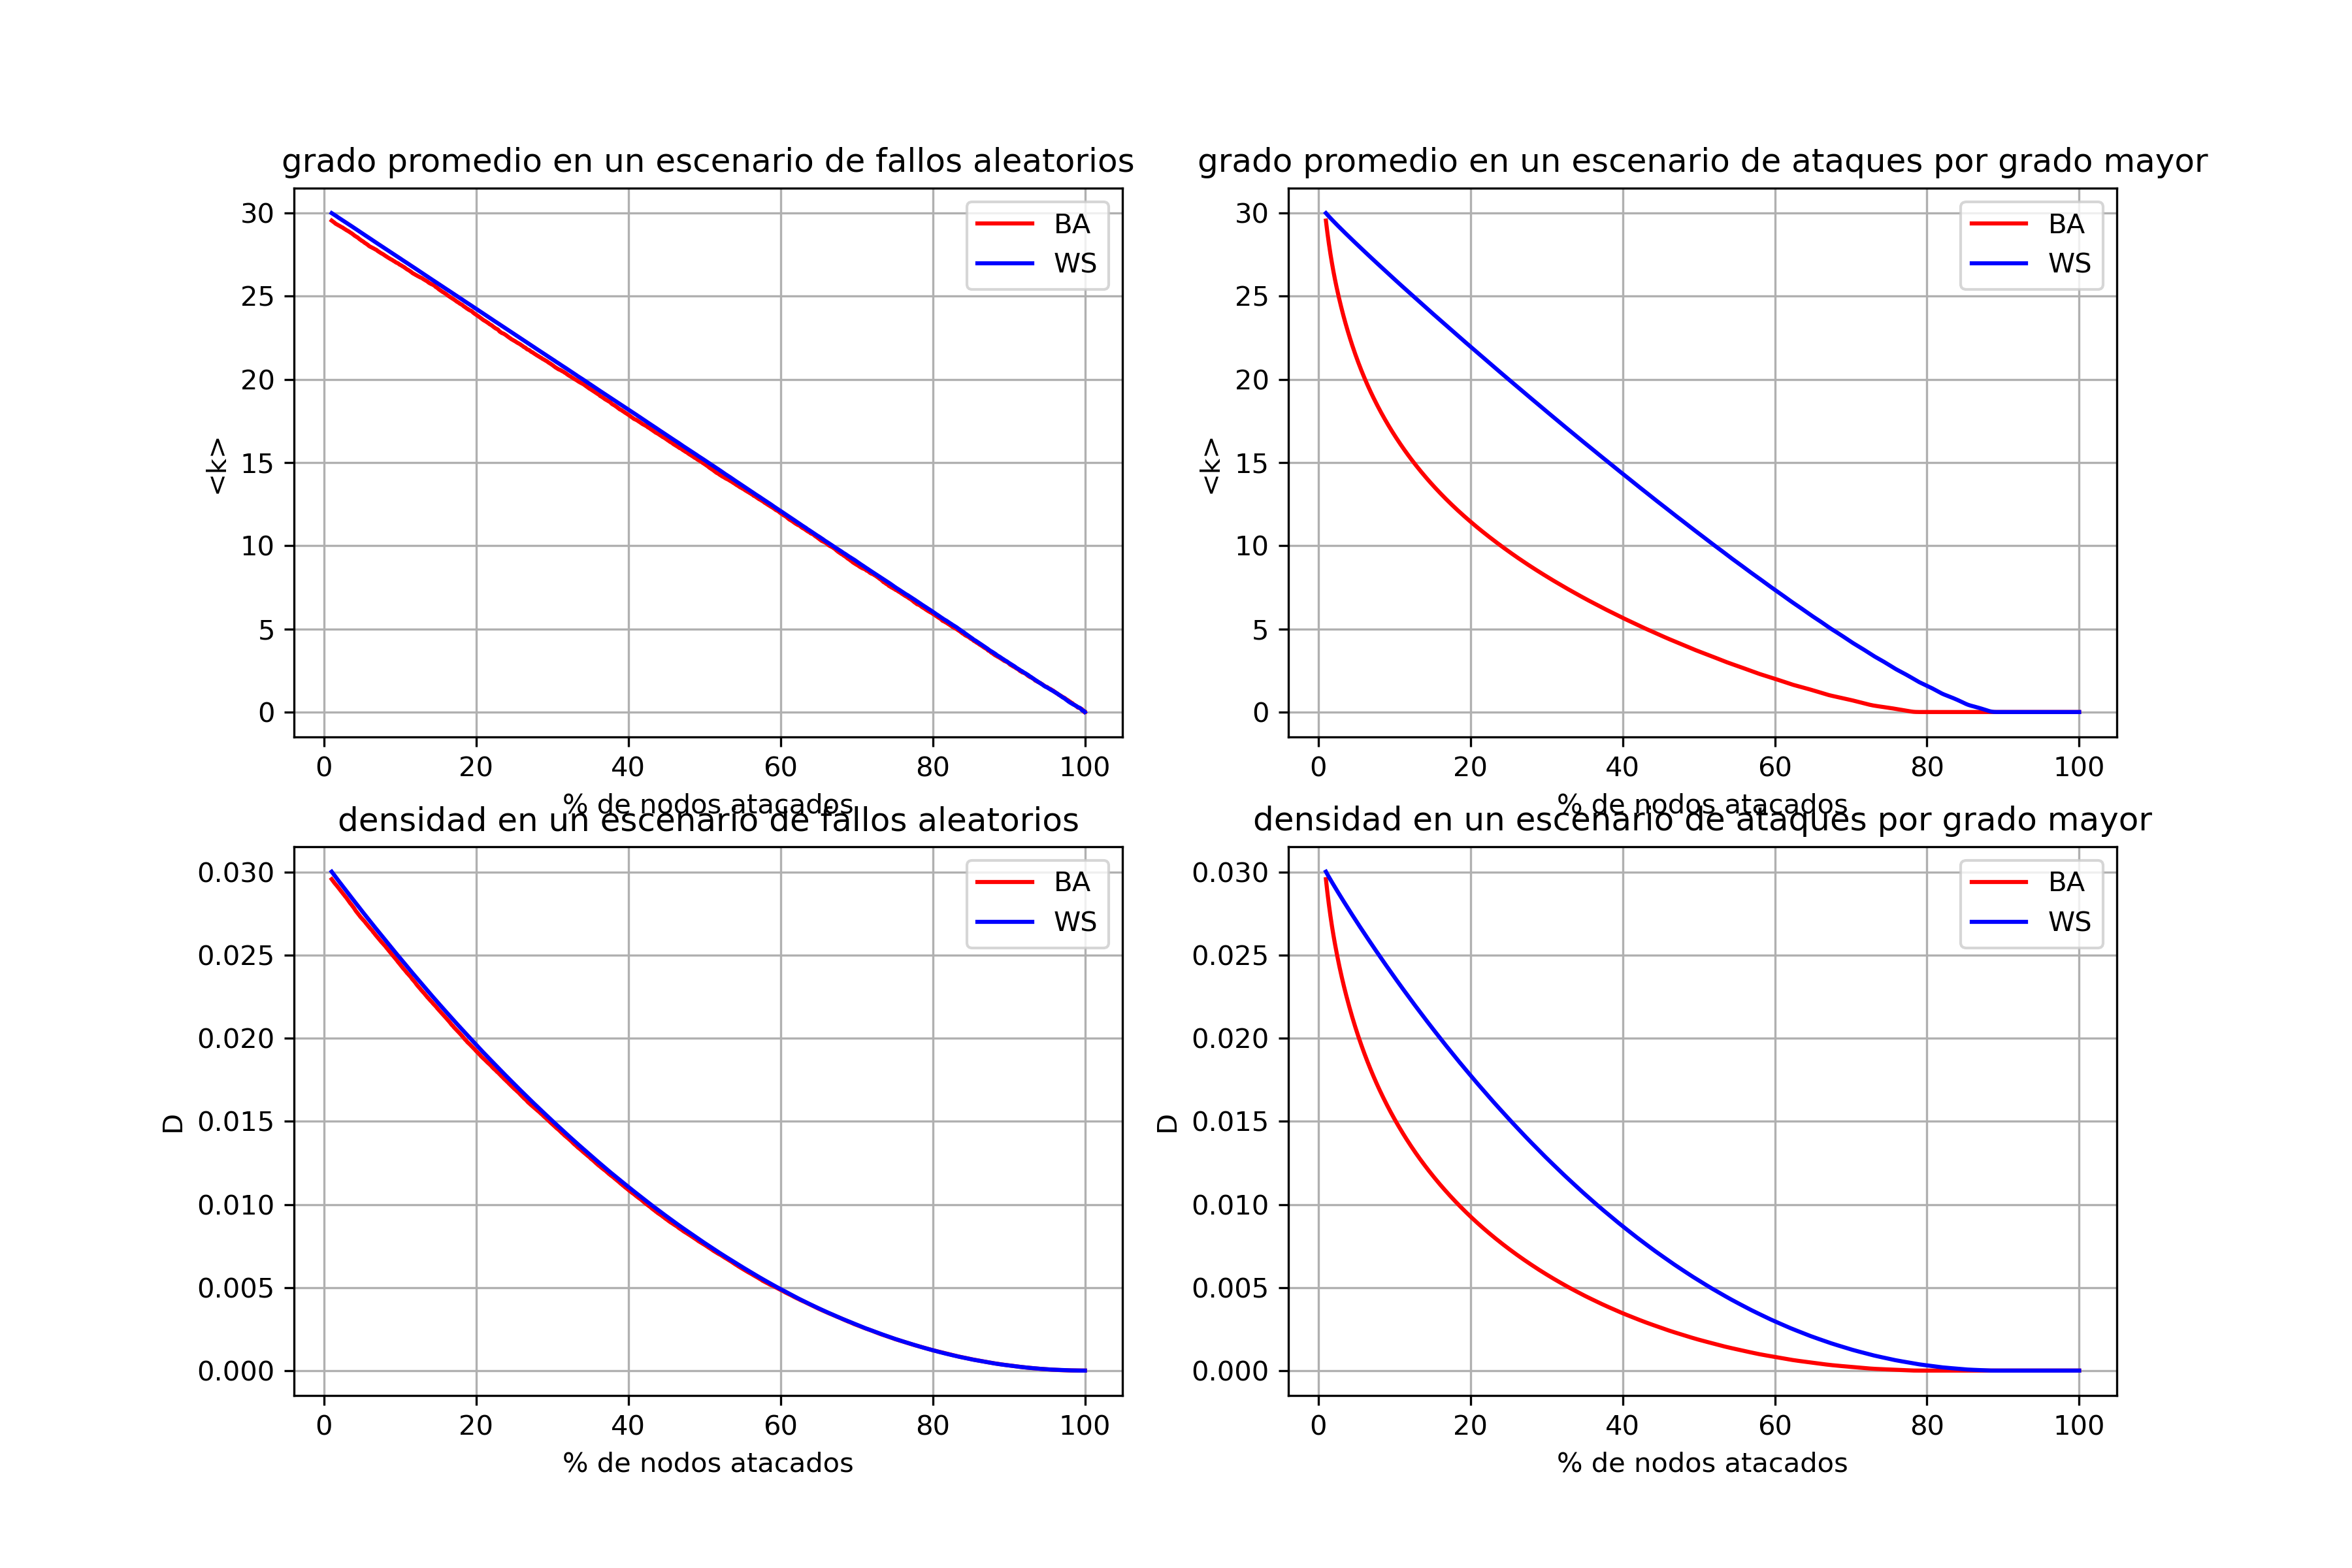 grado promedio en un escenario de fallos aleatorios
30
25
20
15
10
5
0
<k>
BA
WS
0 20 40 60 80 100
% de nodos atacados
grado promedio en un escenario de ataques por grado mayor
30
25
20
15
10
5
0
<k>
BA
WS
0 20 40 60 80 100
% de nodos atacados
densidad en un escenario de fallos aleatorios
0.030
0.025
0.020
0.015
0.010
0.005
0.000
D
BA
WS
0 20 40 60 80 100
% de nodos atacados
densidad en un escenario de ataques por grado mayor
0.030
0.025
0.020
0.015
0.010
0.005
0.000
D
BA
WS
0 20 40 60 80 100
% de nodos atacados